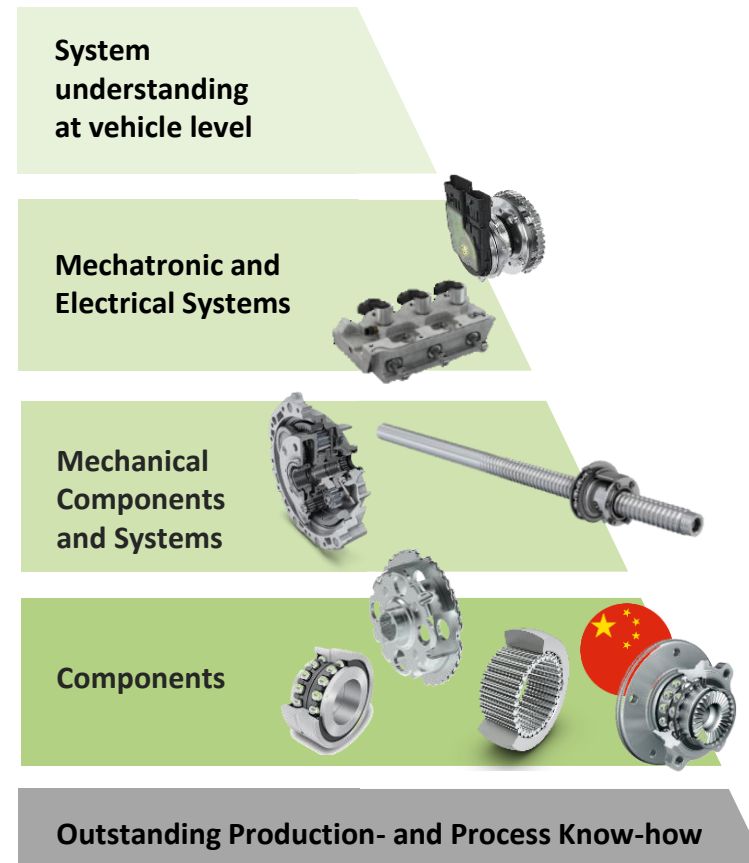 System
understanding
at vehicle level
Mechatronic and
Electrical Systems
Mechanical
Components
and Systems
Components
Outstanding Production- and Process Know-how